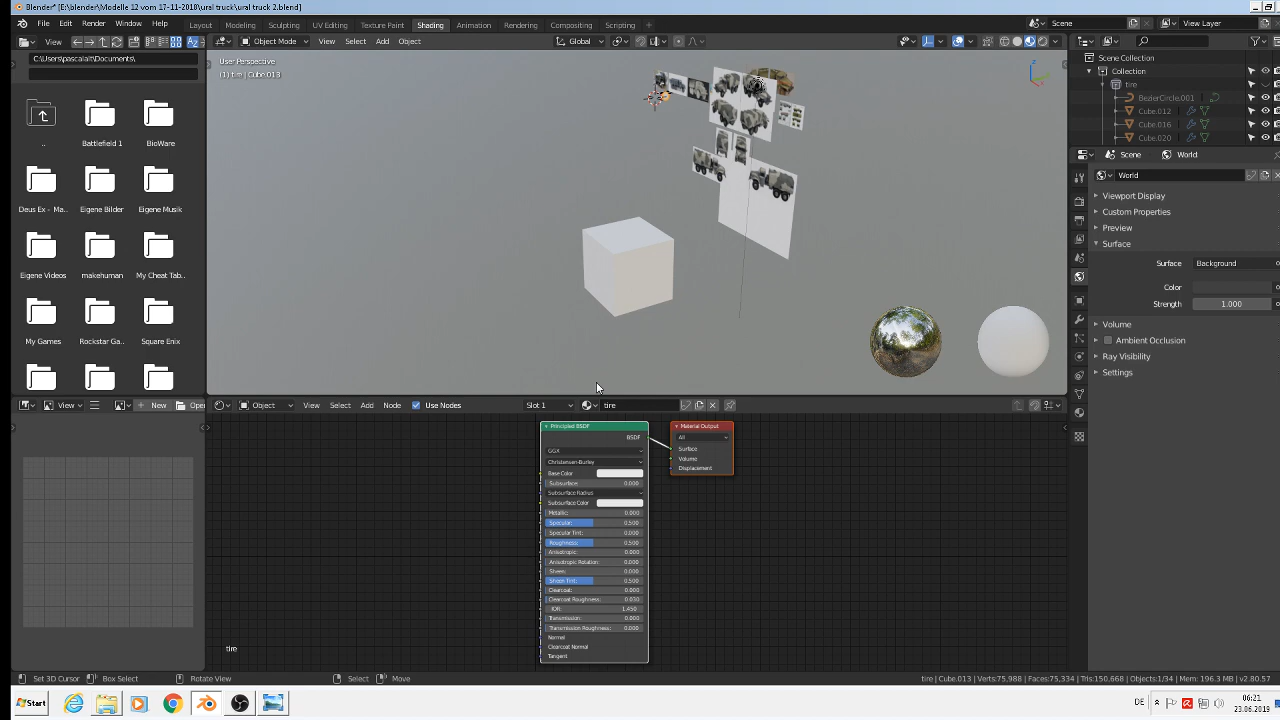 Blender* [E:\blender\Modelle 12 vom 17-11-2018\ural truck\ural truck 2.blend]
File Edit Render Window Help Layout Modeling Sculpting UV Editing Texture Paint Shading Animation Rendering Compositing Scripting Scene View Layer
View Object Mode View Select Add Object Global
C:\Users\pascalalt\Documents\
User Perspective
(1) tire | Cube.013
Scene Collection
Collection
tire
BezierCircle.001
Cube.012
Cube.016
Cube.020
.. Battlefield 1 BioWare
Deus Ex - Ma... Eigene Bilder Eigene Musik
Eigene Videos makehuman My Cheat Tab...
My Games Rockstar Ga... Square Enix
Scene World
World
Viewport Display
Custom Properties
Preview
Surface
Surface Background
Color
Strength 1.000
Volume
Ambient Occlusion
Ray Visibility
Settings
View New Open
Object View Select Add Node Use Nodes Slot 1 tire
Principled BSDF
BSDF
GGX
Christensen-Burley
Base Color
Subsurface 0.000
Subsurface Radius
Subsurface Color
Metallic: 0.000
Specular: 0.500
Specular Tint: 0.000
Roughness: 0.500
Anisotropic: 0.000
Anisotropic Rotation: 0.000
Sheen: 0.000
Sheen Tint: 0.500
Clearcoat: 0.000
Clearcoat Roughness: 0.030
IOR: 1.450
Transmission: 0.000
Transmission Roughness: 0.000
Normal
Clearcoat Normal
Tangent
Material Output
All
Surface
Volume
Displacement
tire
Set 3D Cursor Box Select Rotate View Select Move tire | Cube.013 | Verts:75,988 | Faces:75,334 | Tris:150,668 | Objects:1/34 | Mem: 196.3 MB | v2.80.57
Start DE 06:21
23.06.2019